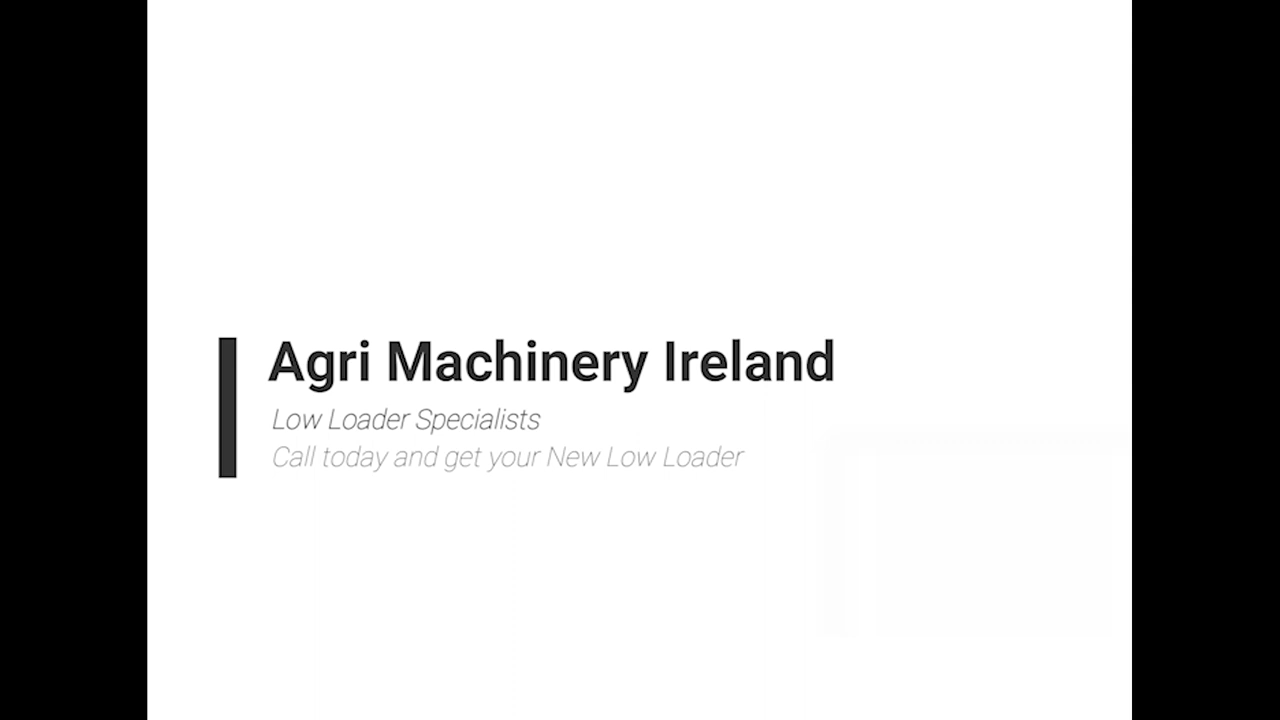 Agri Machinery Ireland
Low Loader Specialists
Call today and get your New Low Loader